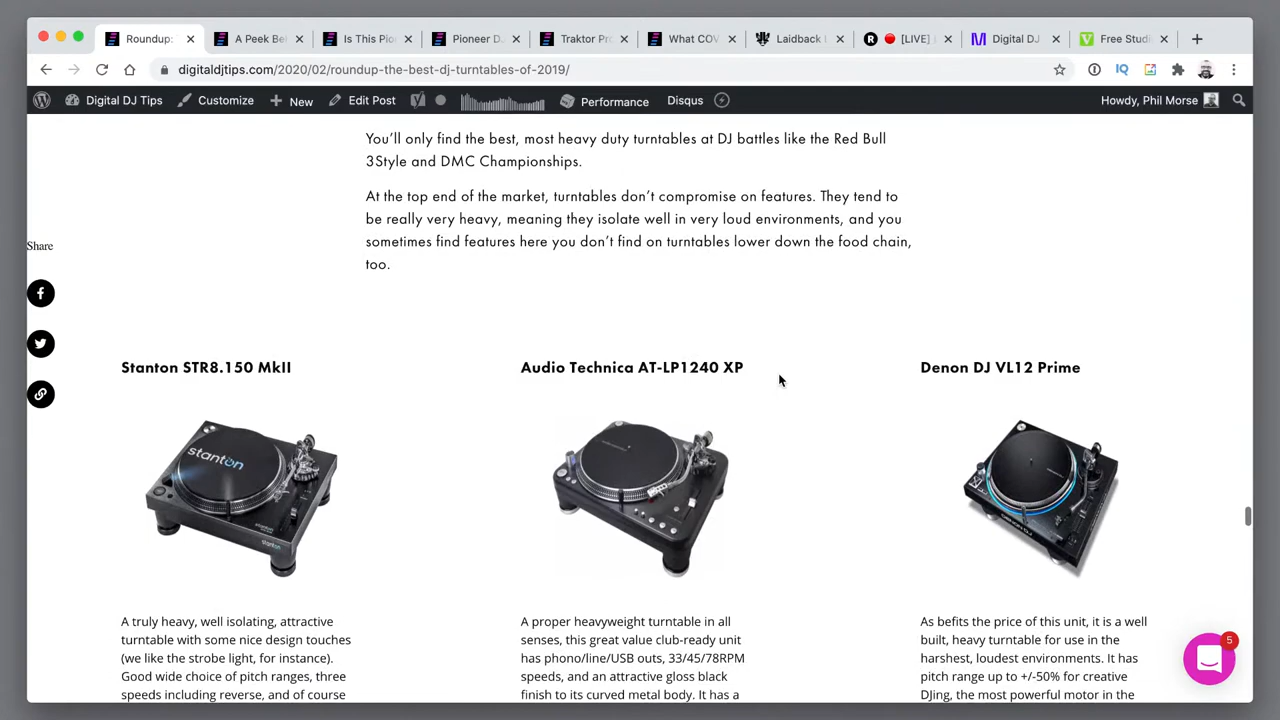 Roundup:
A Peek Be
Is This Pio
Pioneer D
Traktor Pr
What COV
Laidback
[LIVE]
Digital DJ
Free Studi
digitaldjtips.com/2020/02/roundup-the-best-dj-turntables-of-2019/
Digital DJ Tips
Customize
New
Edit Post
Performance
Disqus
Howdy, Phil Morse
You'll only find the best, most heavy duty turntables at DJ battles like the Red Bull
3Style and DMC Championships.
At the top end of the market, turntables don't compromise on features. They tend to
be really very heavy, meaning they isolate well in very loud environments, and you
sometimes find features here you don't find on turntables lower down the food chain,
too.
Share
Stanton STR8.150 MkII
stanton
A truly heavy, well isolating, attractive
turntable with some nice design touches
(we like the strobe light, for instance).
Good wide choice of pitch ranges, three
speeds including reverse, and of course
Audio Technica AT-LP1240 XP
A proper heavyweight turntable in all
senses, this great value club-ready unit
has phono/line/USB outs, 33/45/78RPM
speeds, and an attractive gloss black
finish to its curved metal body. It has a
Denon DJ VL12 Prime
DENON DJ
As befits the price of this unit, it is a well
built, heavy turntable for use in the
harshest, loudest environments. It has
pitch range up to +/-50% for creative
DJing, the most powerful motor in the
5